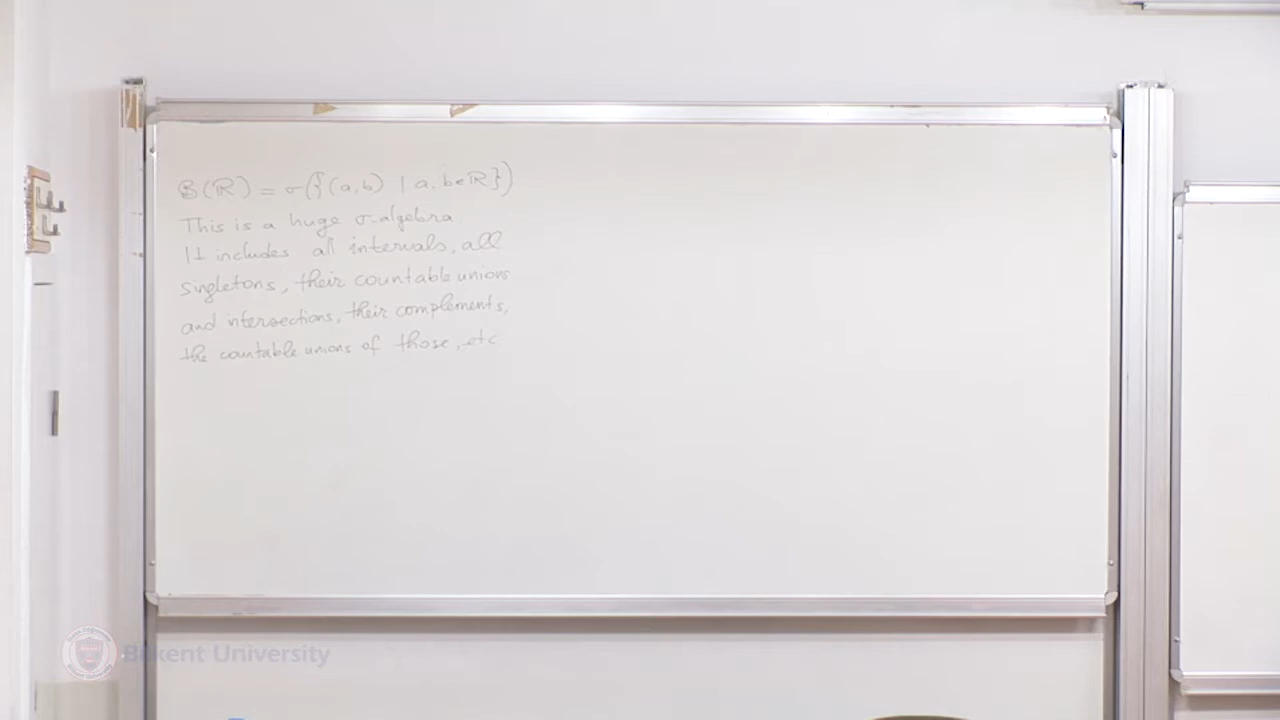 B(ℝ) = σ({(a,b) | a,b∈ℝ})
This is a huge σ-algebra
It includes all intervals, all
singletons, their countable unions
and intersections, their complements,
the countable unions of those, etc
Bilkent University